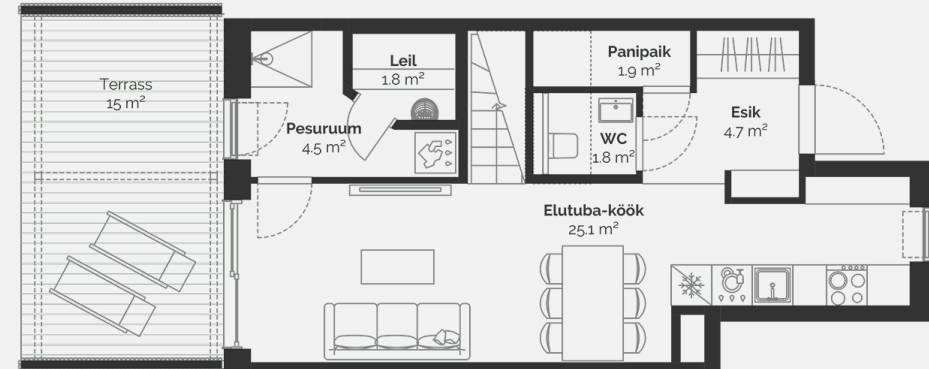 Terrass
15 m²
Leil
1.8 m²
Pesuruum
4.5 m²
Panipaik
1.9 m²
WC
1.8 m²
Esik
4.7 m²
Elutuba-köök
25.1 m²